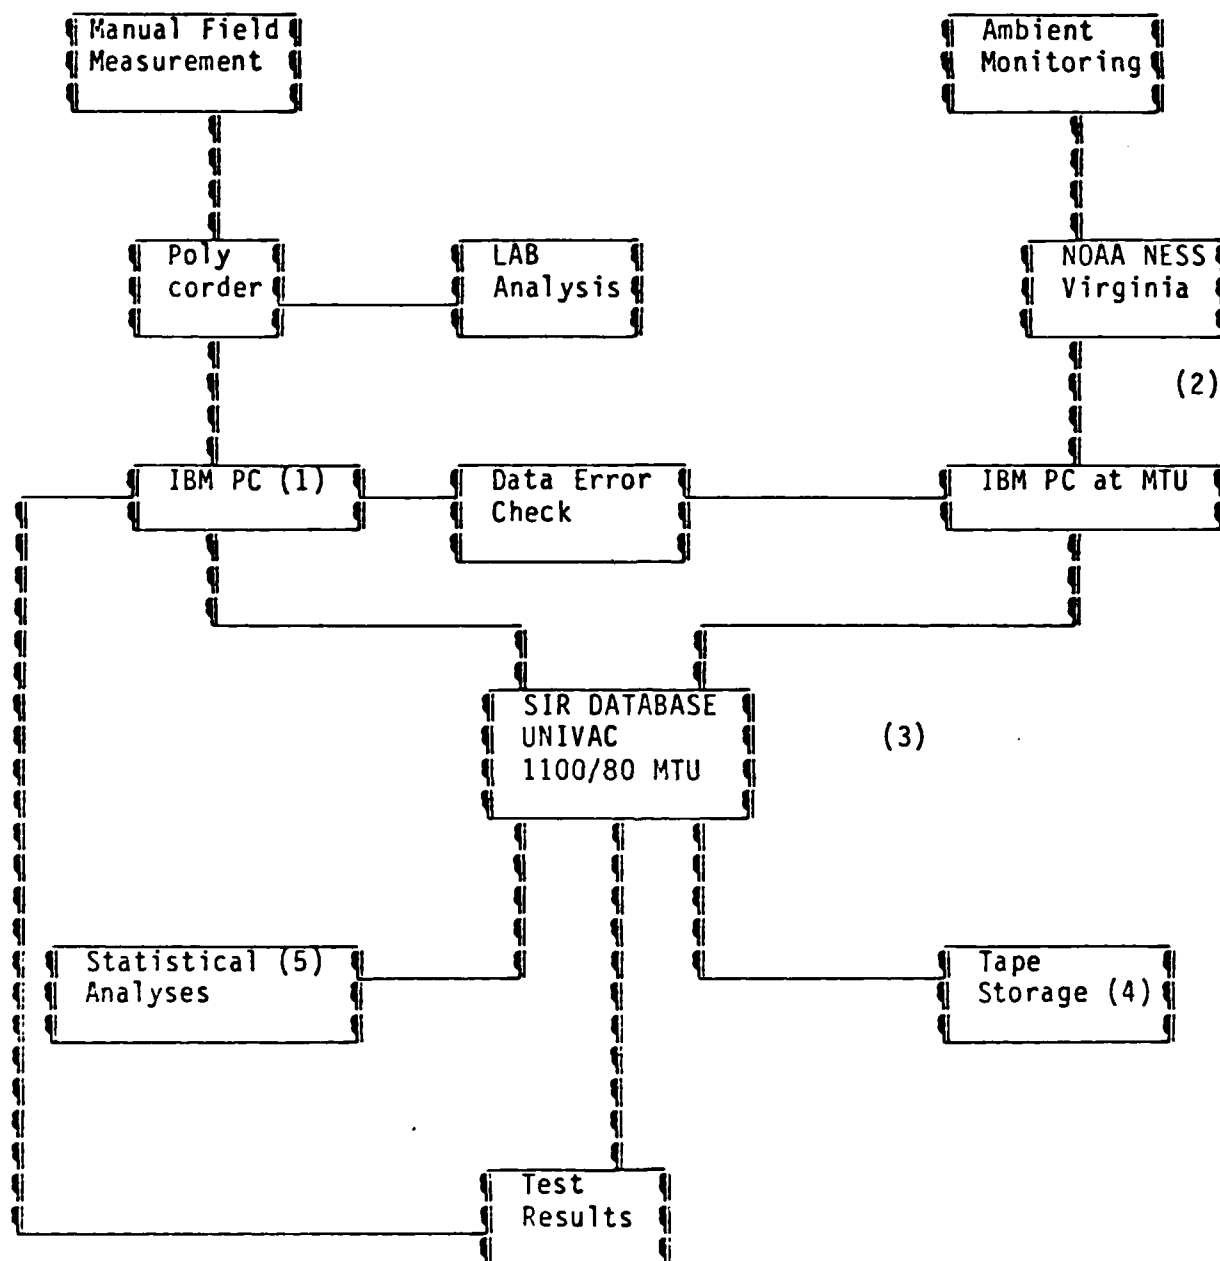 Manual Field
Measurement
Ambient
Monitoring
Poly
corder
LAB
Analysis
NOAA NESS
Virginia
(2)
IBM PC (1)
Data Error
Check
IBM PC at MTU
SIR DATABASE
UNIVAC
1100/80 MTU
(3)
Statistical (5)
Analyses
Tape
Storage (4)
Test
Results